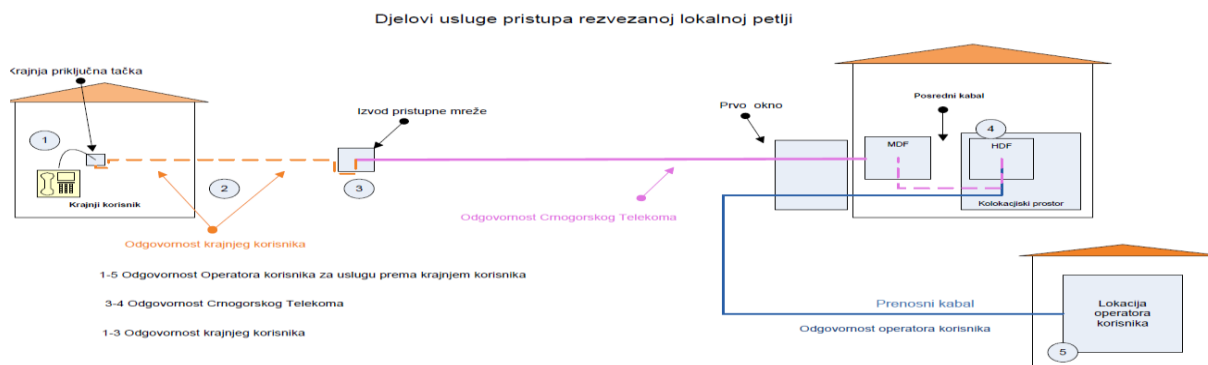 Djelovi usluge pristupa rezvezanoj lokalnoj petlji
Krajnja priključna tačka
1
Krajnji korisnik
2
Izvod pristupne mreže
3
Prvo okno
Posredni kabal
4
MDF
HDF
Kolokacjiski prostor
Odgovornost Crnogorskog Telekoma
Odgovornost krajnjeg korisnika
1-5 Odgovornost Operatora korisnika za uslugu prema krajnjem korisnika
3-4 Odgovornost Crnogorskog Telekoma
1-3 Odgovornost krajnjeg korisnika
Prenosni kabal
Odgovornost operatora korisnika
Lokacija
operatora
korisnika
5